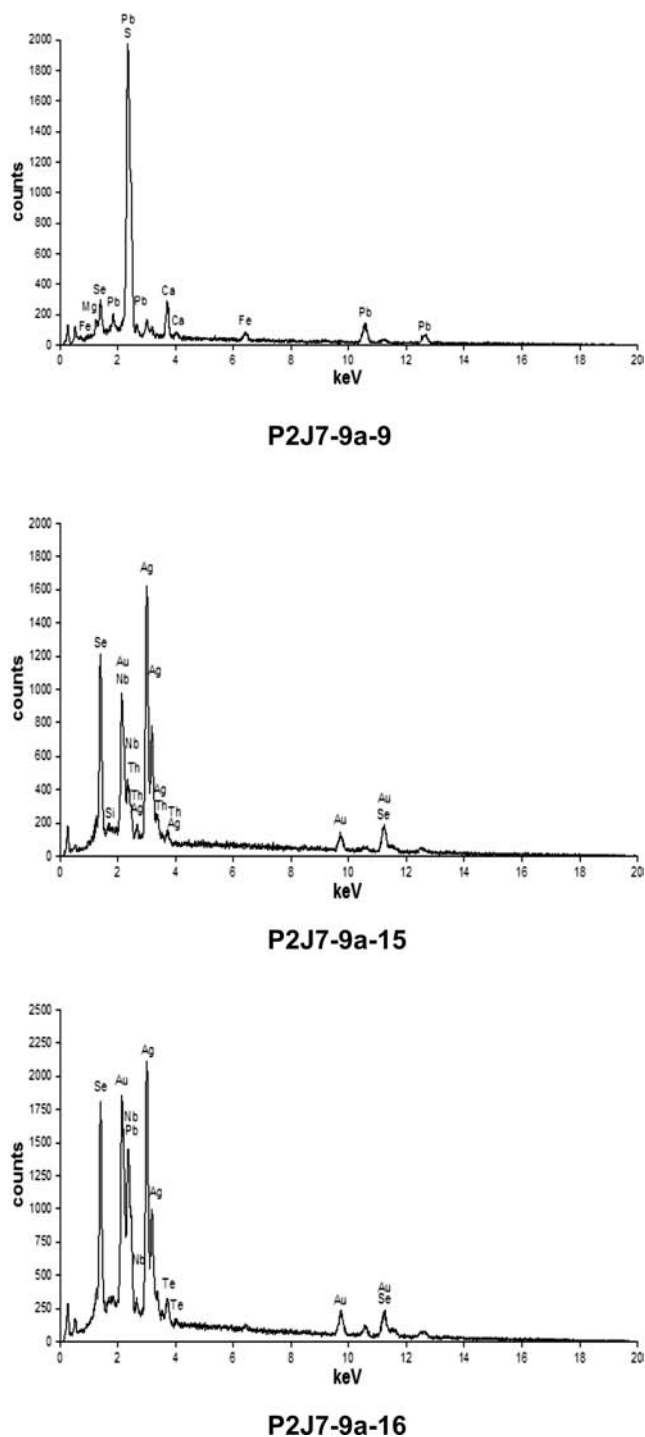 Pb
S
2000
1800
1600
1400
1200
1000
800
600
400
200
0
counts
Fe
Mg
Se
Pb
Pb
Ca
Ca
Fe
Pb
Pb
0 2 4 6 8 10 12 14 16 18 20
keV
P2J7-9a-9
2000
1800
1600
1400
1200
1000
800
600
400
200
0
counts
Se
Si
Au
Nb
Nb
Th
Th
Ag
Ag
Ag
Ag
Th
Th
Ag
Au
Au
Se
0 2 4 6 8 10 12 14 16 18 20
keV
P2J7-9a-15
2500
2250
2000
1750
1500
1250
1000
750
500
250
0
counts
Se
Au
Nb
Pb
Nb
Ag
Ag
Te
Te
Au
Au
Se
0 2 4 6 8 10 12 14 16 18 20
keV
P2J7-9a-16